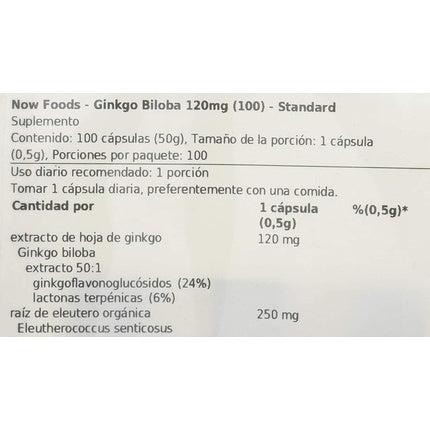 Now Foods - Ginkgo Biloba 120mg (100) - Standard
Suplemento
Contenido: 100 cápsulas (50g), Tamaño de la porción: 1 cápsula
(0,5g), Porciones por paquete: 100
Uso diario recomendado: 1 porción
Tomar 1 cápsula diaria, preferentemente con una comida.
Cantidad por 1 cápsula %(0,5g)*
(0,5g)
extracto de hoja de ginkgo 120 mg
Ginkgo biloba
extracto 50:1
ginkgoflavonoglucósidos (24%)
lactonas terpénicas (6%)
raíz de eleutero orgánica 250 mg
Eleutherococcus senticosus